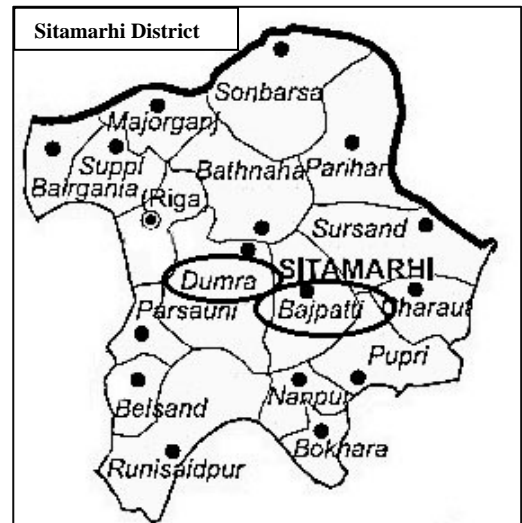 Sitamarhi District
Sonbarsa
Majorganj
Suppi
Bathnaha
Parihar
Bairgania
(Riga
Sursand
SITAMARHI
Dumra
Bajpatti
Parsauni
Pupri
Belsand
Nanpur
Bokhara
Runisaidpur